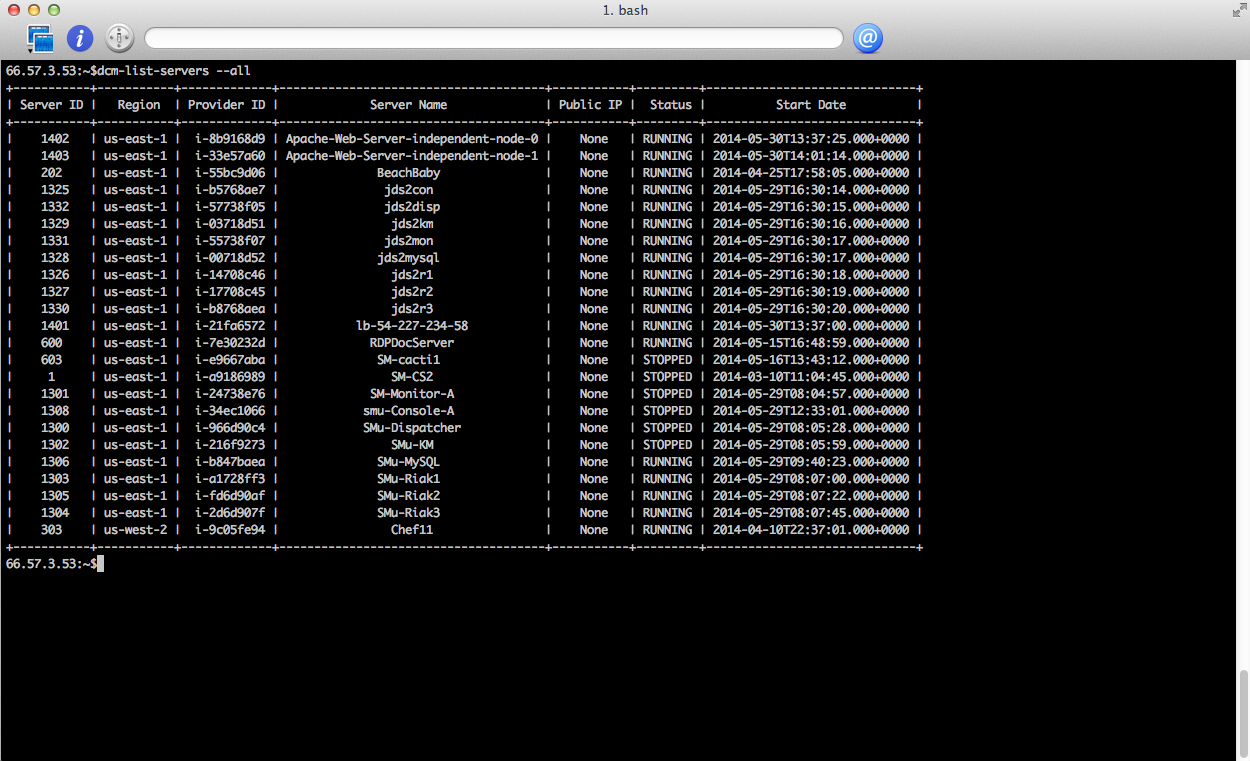 1. bash
66.57.3.53:~$dcm-list-servers --all
+-----------+-----------+-------------+--------------------------------------+-----------+---------+------------------------------+
| Server ID | Region | Provider ID | Server Name | Public IP | Status | Start Date |
+-----------+-----------+-------------+--------------------------------------+-----------+---------+------------------------------+
| 1402 | us-east-1 | i-8b9168d9 | Apache-Web-Server-independent-node-0 | None | RUNNING | 2014-05-30T13:37:25.000+0000 |
| 1403 | us-east-1 | i-33e57a60 | Apache-Web-Server-independent-node-1 | None | RUNNING | 2014-05-30T14:01:14.000+0000 |
| 202 | us-east-1 | i-55bc9d06 | BeachBaby | None | RUNNING | 2014-04-25T17:58:05.000+0000 |
| 1325 | us-east-1 | i-b5768ae7 | jds2con | None | RUNNING | 2014-05-29T16:30:14.000+0000 |
| 1332 | us-east-1 | i-57738f05 | jds2disp | None | RUNNING | 2014-05-29T16:30:15.000+0000 |
| 1329 | us-east-1 | i-03718d51 | jds2km | None | RUNNING | 2014-05-29T16:30:16.000+0000 |
| 1331 | us-east-1 | i-55738f07 | jds2mon | None | RUNNING | 2014-05-29T16:30:17.000+0000 |
| 1328 | us-east-1 | i-00718d52 | jds2mysql | None | RUNNING | 2014-05-29T16:30:17.000+0000 |
| 1326 | us-east-1 | i-14708c46 | jds2r1 | None | RUNNING | 2014-05-29T16:30:18.000+0000 |
| 1327 | us-east-1 | i-17708c45 | jds2r2 | None | RUNNING | 2014-05-29T16:30:19.000+0000 |
| 1330 | us-east-1 | i-b8768aea | jds2r3 | None | RUNNING | 2014-05-29T16:30:20.000+0000 |
| 1401 | us-east-1 | i-21fa6572 | lb-54-227-234-58 | None | RUNNING | 2014-05-30T13:37:00.000+0000 |
| 600 | us-east-1 | i-7e30232d | RDPDocServer | None | RUNNING | 2014-05-15T16:48:59.000+0000 |
| 603 | us-east-1 | i-e9667aba | SM-cacti1 | None | STOPPED | 2014-05-16T13:43:12.000+0000 |
| 1 | us-east-1 | i-a9186989 | SM-CS2 | None | STOPPED | 2014-03-10T11:04:45.000+0000 |
| 1301 | us-east-1 | i-24738e76 | SM-Monitor-A | None | STOPPED | 2014-05-29T08:04:57.000+0000 |
| 1308 | us-east-1 | i-34ec1066 | smu-Console-A | None | STOPPED | 2014-05-29T12:33:01.000+0000 |
| 1300 | us-east-1 | i-966d90c4 | SMu-Dispatcher | None | STOPPED | 2014-05-29T08:05:28.000+0000 |
| 1302 | us-east-1 | i-216f9273 | SMu-KM | None | STOPPED | 2014-05-29T08:05:59.000+0000 |
| 1306 | us-east-1 | i-b847baea | SMu-MySQL | None | RUNNING | 2014-05-29T09:40:23.000+0000 |
| 1303 | us-east-1 | i-a1728ff3 | SMu-Riak1 | None | RUNNING | 2014-05-29T08:07:00.000+0000 |
| 1305 | us-east-1 | i-fd6d90af | SMu-Riak2 | None | RUNNING | 2014-05-29T08:07:22.000+0000 |
| 1304 | us-east-1 | i-2d6d907f | SMu-Riak3 | None | RUNNING | 2014-05-29T08:07:45.000+0000 |
| 303 | us-west-2 | i-9c05fe94 | Chef11 | None | RUNNING | 2014-04-10T22:37:01.000+0000 |
+-----------+-----------+-------------+--------------------------------------+-----------+---------+------------------------------+
66.57.3.53:~$